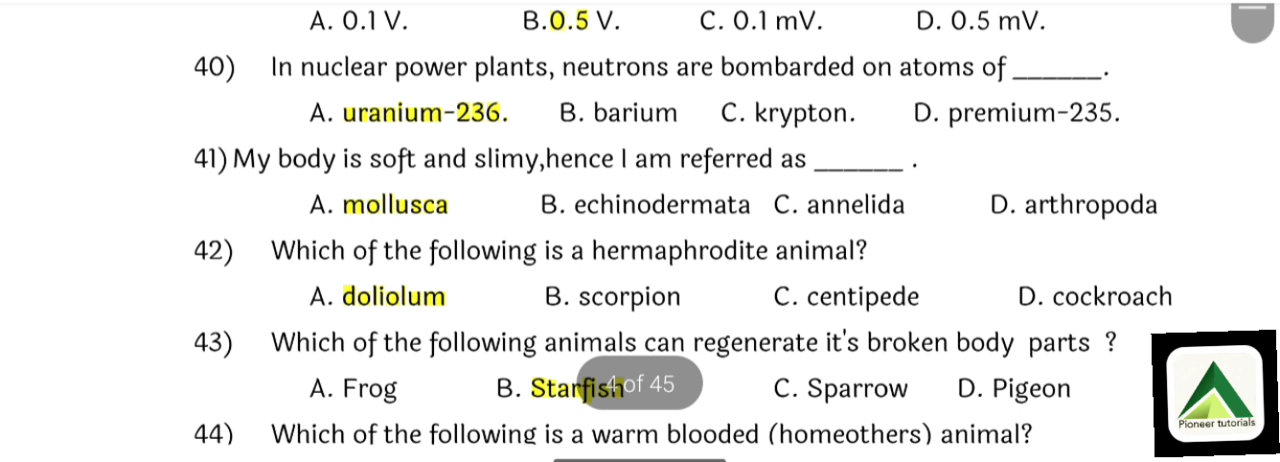 A. 0.1 V. B.0.5 V. C. 0.1 mV. D. 0.5 mV.
40) In nuclear power plants, neutrons are bombarded on atoms of ______.
A. uranium-236. B. barium C. krypton. D. premium-235.
41) My body is soft and slimy,hence I am referred as ______ .
A. mollusca B. echinodermata C. annelida D. arthropoda
42) Which of the following is a hermaphrodite animal?
A. doliolum B. scorpion C. centipede D. cockroach
43) Which of the following animals can regenerate it's broken body parts ?
A. Frog B. Starfish C. Sparrow D. Pigeon
4 of 45
44) Which of the following is a warm blooded (homeothers) animal?
Pioneer tutorials